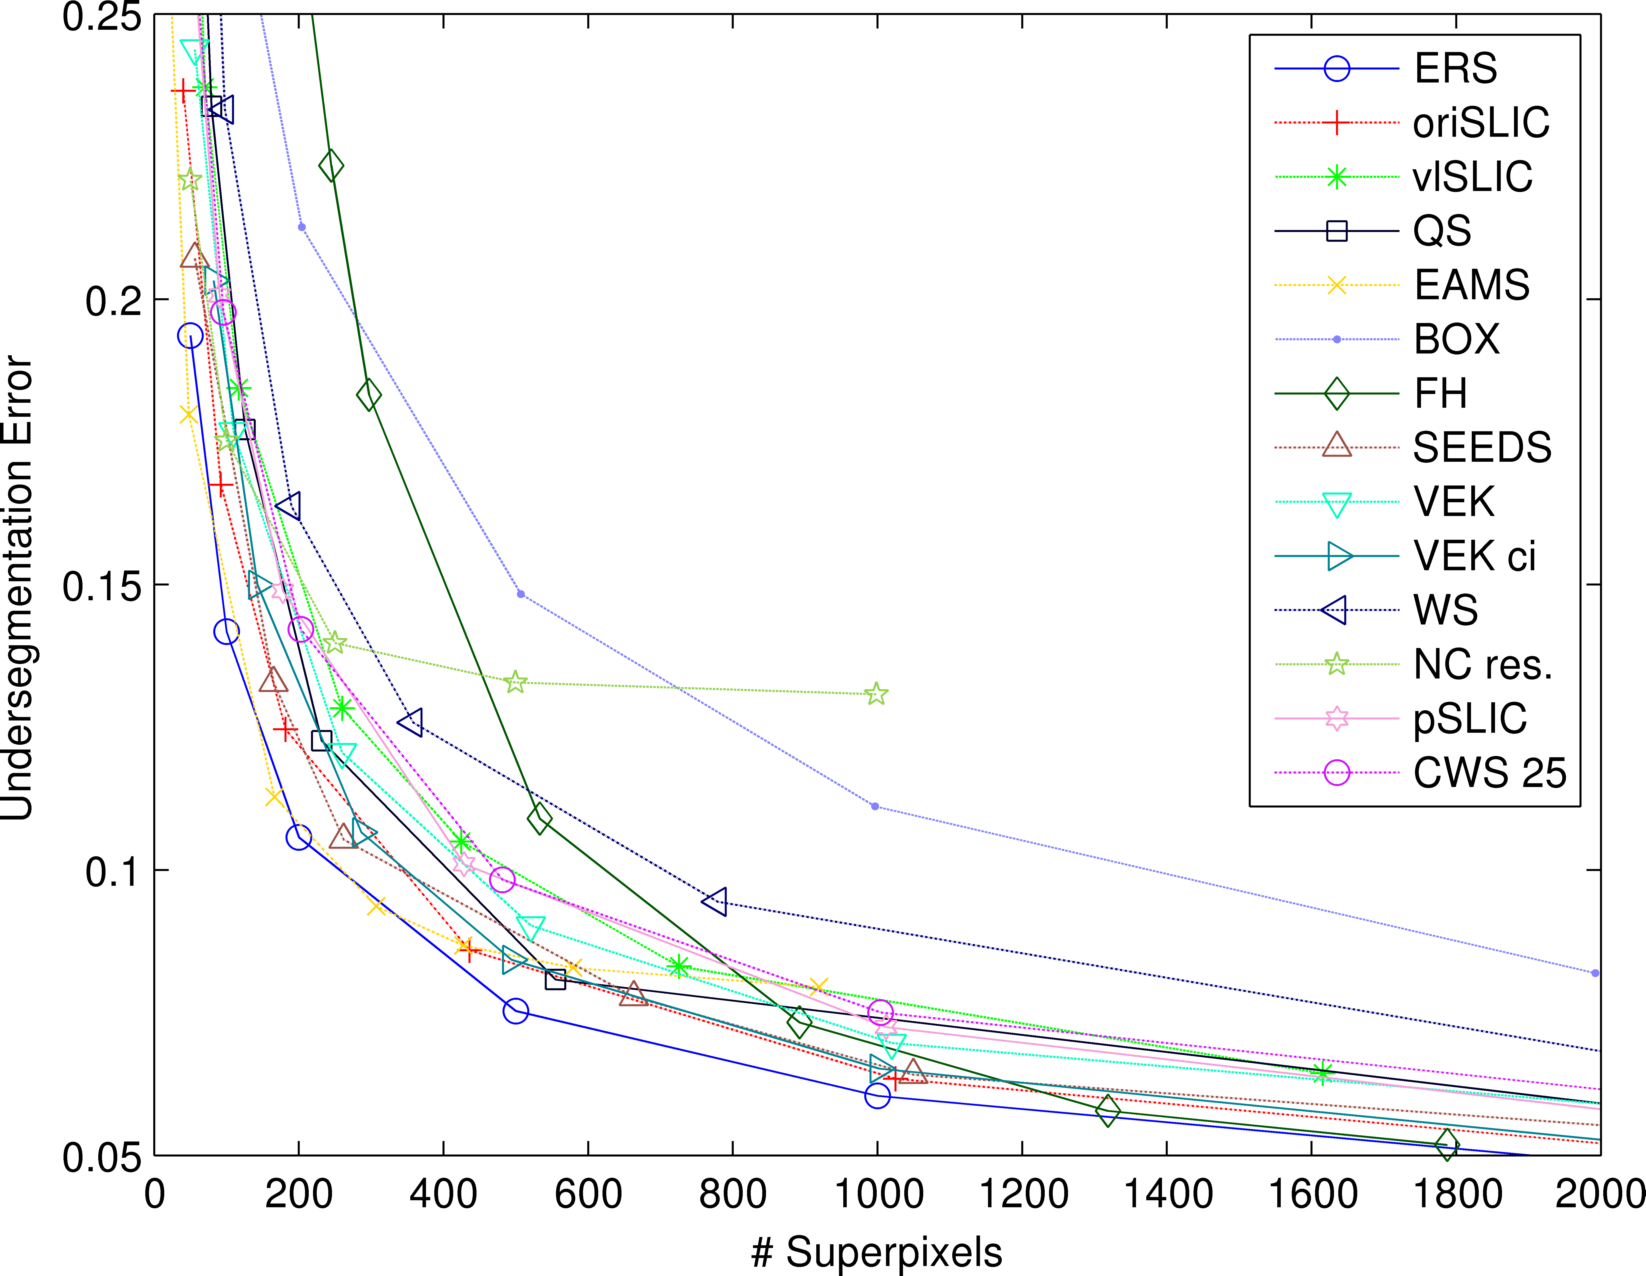 0.25
0.2
0.15
0.1
0.05
Undersegmentation Error
0 200 400 600 800 1000 1200 1400 1600 1800 2000
# Superpixels
ERS
oriSLIC
vlSLIC
QS
EAMS
BOX
FH
SEEDS
VEK
VEK ci
WS
NC res.
pSLIC
CWS 25